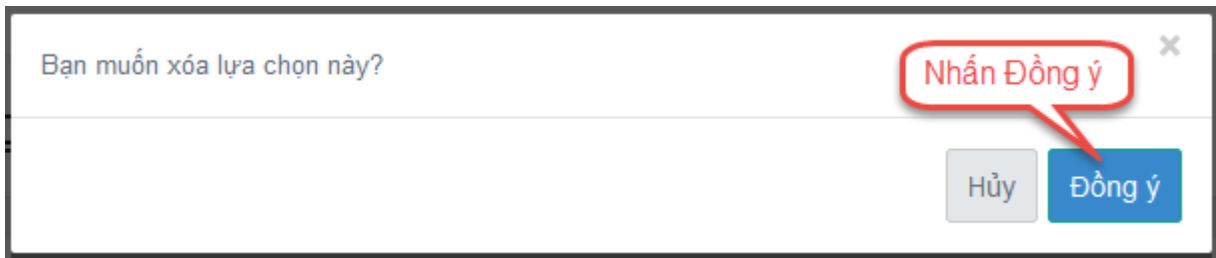 Bạn muốn xóa lựa chọn này?
×
Nhấn Đồng ý
Hủy
Đồng ý